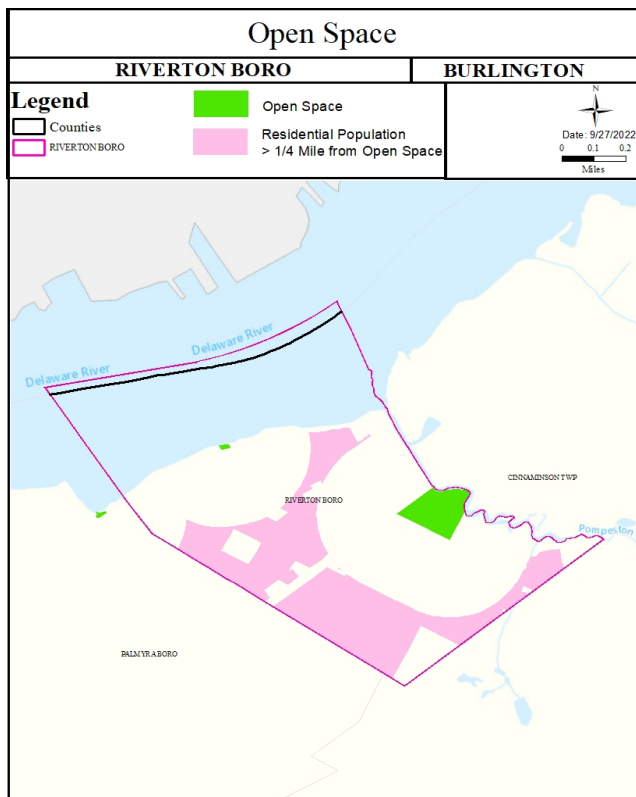 Open Space
RIVERTON BORO
BURLINGTON
Legend
Counties
RIVERTON BORO
Open Space
Residential Population
> 1/4 Mile from Open Space
N
Date: 9/27/2022
0 0.1 0.2
Miles
Delaware River
Delaware River
CINNAMINSON TWP
RIVERTON BORO
Pompeston
PALMYRA BORO